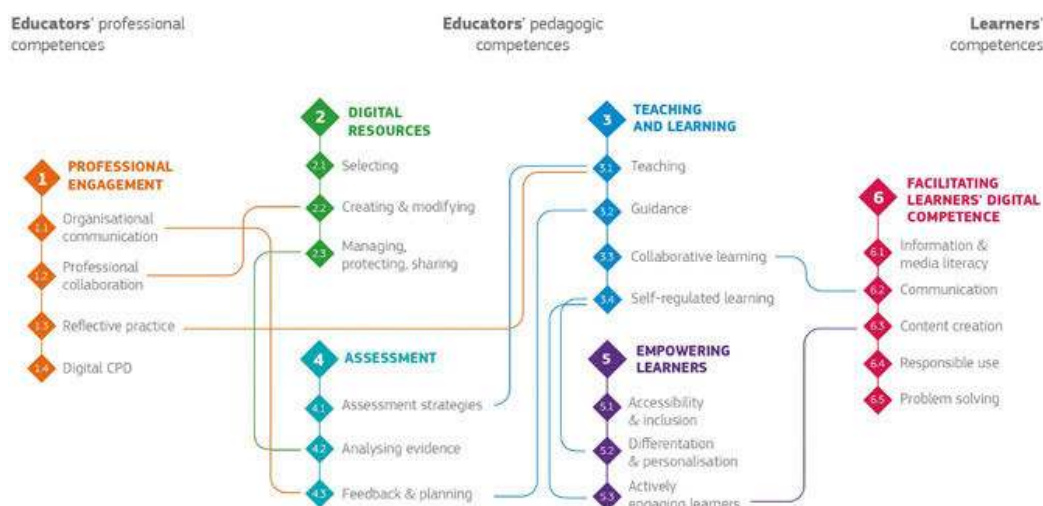 Educators' professional
competences
Educators' pedagogic
competences
Learners'
competences
1
PROFESSIONAL
ENGAGEMENT
1.1
Organisational
communication
1.2
Professional
collaboration
1.3
Reflective practice
1.4
Digital CPD
2
DIGITAL
RESOURCES
2.1
Selecting
2.2
Creating & modifying
2.3
Managing,
protecting, sharing
3
TEACHING
AND LEARNING
3.1
Teaching
3.2
Guidance
3.3
Collaborative learning
3.4
Self-regulated learning
4
ASSESSMENT
4.1
Assessment strategies
4.2
Analysing evidence
4.3
Feedback & planning
5
EMPOWERING
LEARNERS
5.1
Accessibility
& inclusion
5.2
Differentation
& personalisation
5.3
Actively
engaging learners
6
FACILITATING
LEARNERS' DIGITAL
COMPETENCE
6.1
Information &
media literacy
6.2
Communication
6.3
Content creation
6.4
Responsible use
6.5
Problem solving